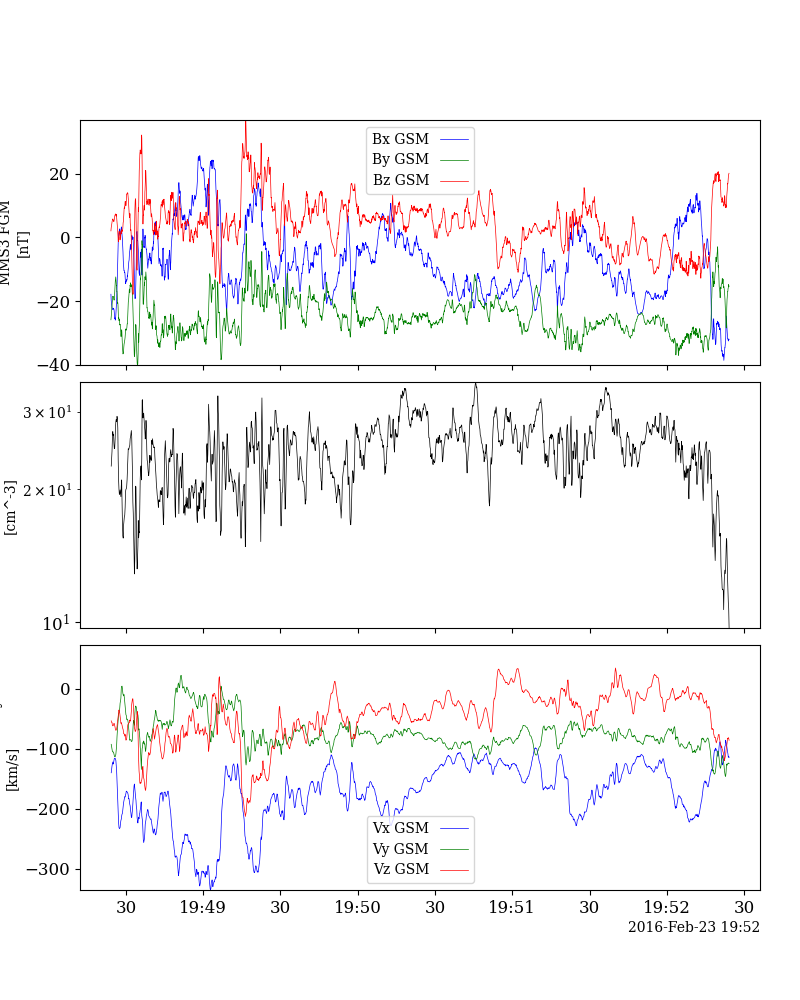 MMS3 FGM
[nT]
20
0
−20
−40
Bx GSM
By GSM
Bz GSM
[cm^-3]
3 × 10¹
2 × 10¹
10¹
[km/s]
0
−100
−200
−300
Vx GSM
Vy GSM
Vz GSM
30 19:49 30 19:50 30 19:51 30 19:52 30
2016-Feb-23 19:52